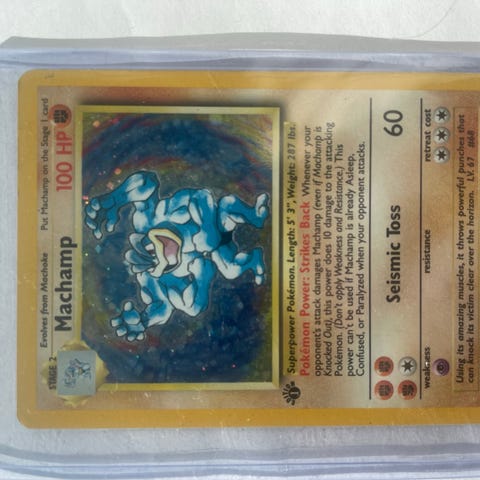 Evolves from Machoke Put Machamp on the Stage 1 card
STAGE 2
Machamp 100 HP
Superpower Pokémon. Length: 5' 3", Weight: 287 lbs.
Pokémon Power: Strikes Back Whenever your
opponent's attack damages Machamp (even if Machamp is
Knocked Out), this power does 10 damage to the attacking
Pokémon. (Don't apply Weakness and Resistance.) This
power can't be used if Machamp is already Asleep,
Confused, or Paralyzed when your opponent attacks.
Seismic Toss 60
weakness resistance retreat cost
Using its amazing muscles, it throws powerful punches that
can knock its victim clear over the horizon. LV. 67 #68